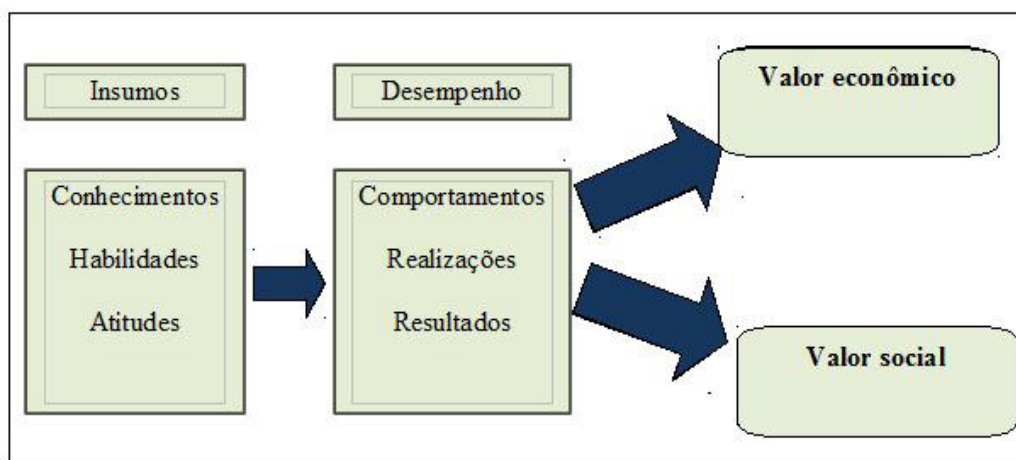 Insumos
Conhecimentos
Habilidades
Atitudes
Desempenho
Comportamentos
Realizações
Resultados
Valor econômico
Valor social